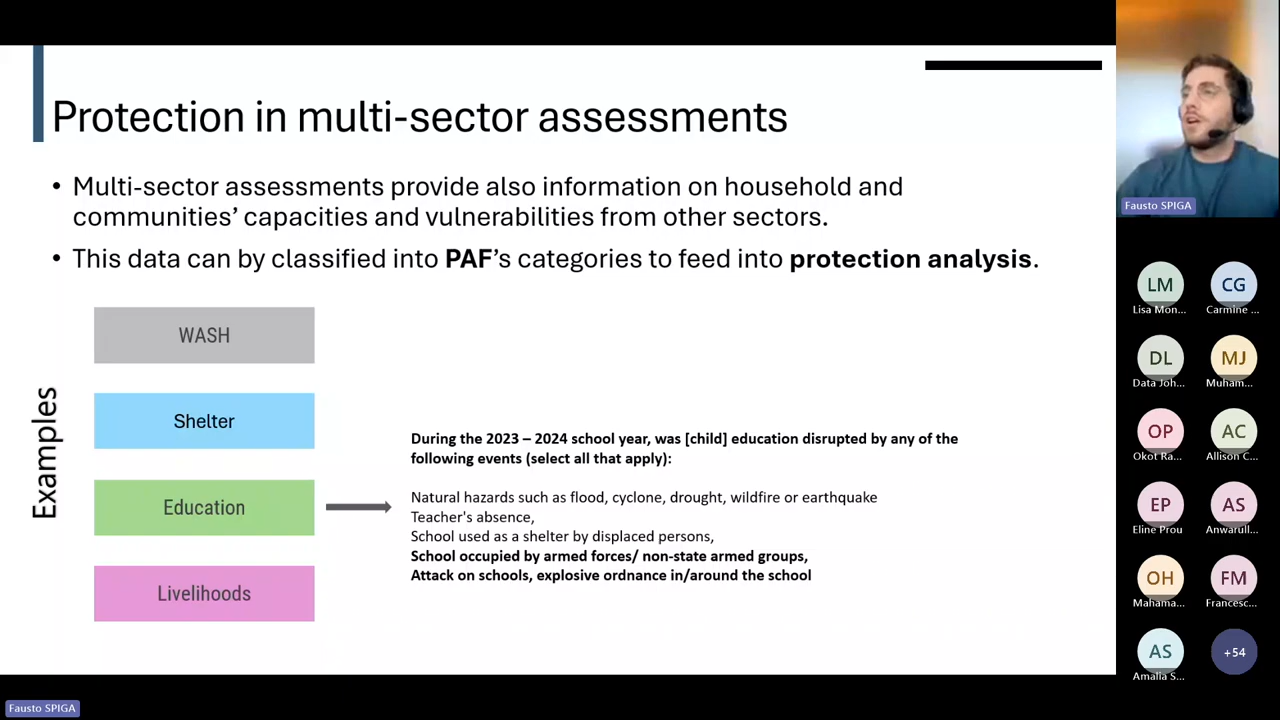 Protection in multi-sector assessments
• Multi-sector assessments provide also information on household and
communities’ capacities and vulnerabilities from other sectors.
• This data can by classified into PAF’s categories to feed into protection analysis.
Examples
WASH
Shelter
Education
Livelihoods
During the 2023 – 2024 school year, was [child] education disrupted by any of the
following events (select all that apply):
Natural hazards such as flood, cyclone, drought, wildfire or earthquake
Teacher's absence,
School used as a shelter by displaced persons,
School occupied by armed forces/ non-state armed groups,
Attack on schools, explosive ordnance in/around the school
Fausto SPIGA
LM
Lisa Mon...
CG
Carmine ...
DL
Data Joh...
MJ
Muham...
OP
Okot Ra...
AC
Allison C...
EP
Eline Prou
AS
Anwarull...
OH
Mahama...
FM
Francesc...
AS
Amalia S...
+54
Fausto SPIGA